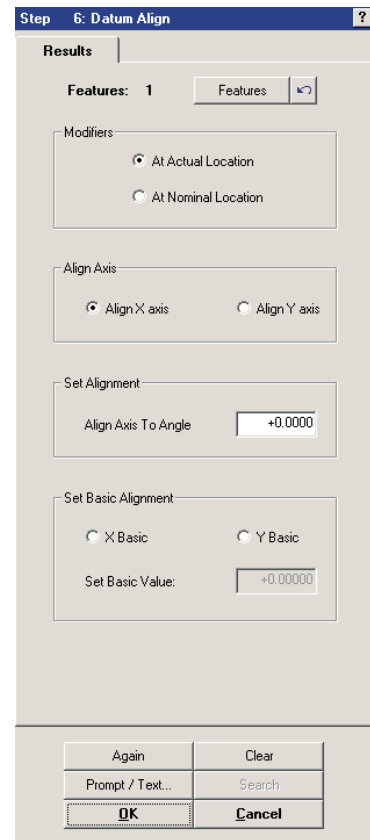 Step 6: Datum Align ?
Results
Features: 1 Features
Modifiers
At Actual Location
At Nominal Location
Align Axis
Align X axis Align Y axis
Set Alignment
Align Axis To Angle +0.0000
Set Basic Alignment
X Basic Y Basic
Set Basic Value: +0.00000
Again Clear
Prompt / Text... Search
OK Cancel